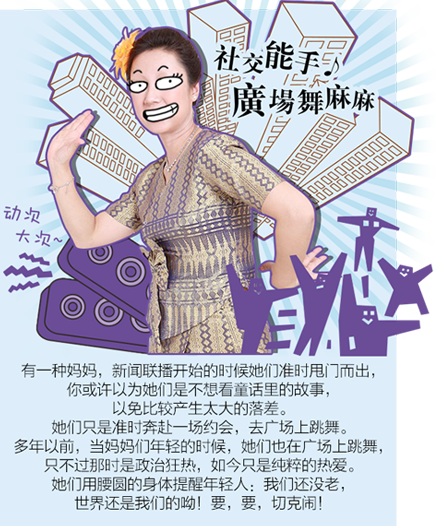 社交能手♪
廣場舞麻麻
动次
大次~
有一种妈妈，新闻联播开始的时候她们准时甩门而出，
你或许以为她们是不想看童话里的故事，
以免比较产生太大的落差。
她们只是准时奔赴一场约会，去广场上跳舞。
多年以前，当妈妈们年轻的时候，她们也在广场上跳舞，
只不过那时是政治狂热，如今只是纯粹的热爱。
她们用腰圆的身体提醒年轻人：我们还没老，
世界还是我们的呦！要，要，切克闹！